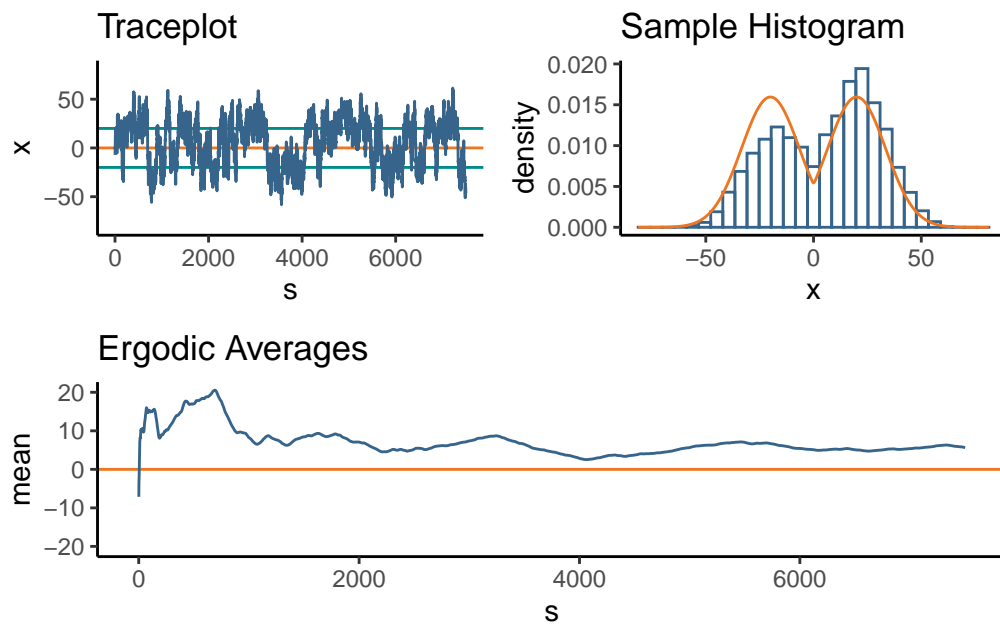 Traceplot
x
50
0
−50
0 2000 4000 6000
s
Sample Histogram
density
0.020
0.015
0.010
0.005
0.000
−50 0 50
x
Ergodic Averages
mean
20
10
0
−10
−20
0 2000 4000 6000
s